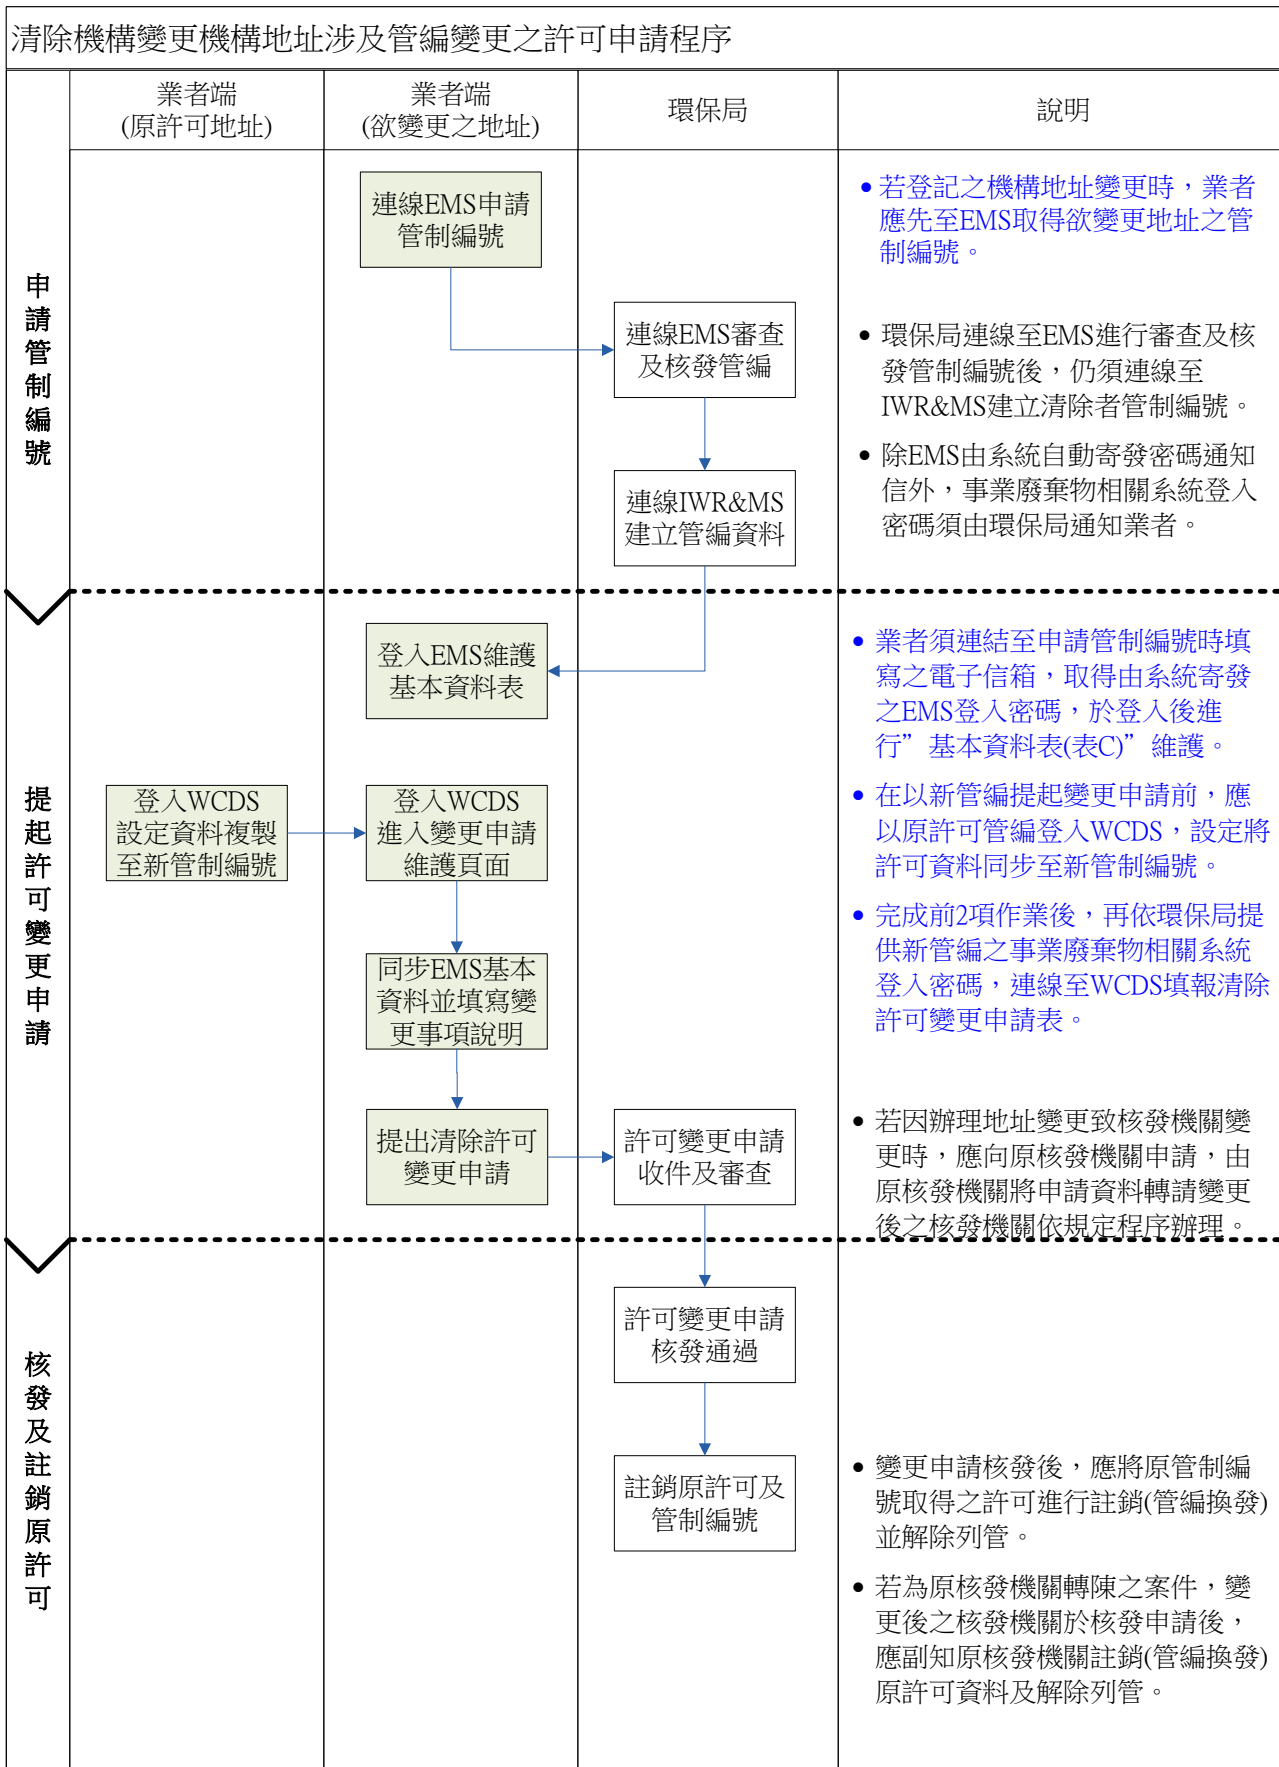 清除機構變更機構地址涉及管編變更之許可申請程序
業者端
(原許可地址)
業者端
(欲變更之地址)
環保局
說明
申請管制編號
連線EMS申請
管制編號
連線EMS審查
及核發管編
連線IWR&MS
建立管編資料
• 若登記之機構地址變更時，業者
應先至EMS取得欲變更地址之管
制編號。
• 環保局連線至EMS進行審查及核
發管制編號後，仍須連線至
IWR&MS建立清除者管制編號。
• 除EMS由系統自動寄發密碼通知
信外，事業廢棄物相關系統登入
密碼須由環保局通知業者。
提起許可變更申請
登入EMS維護
基本資料表
登入WCDS
設定資料複製
至新管制編號
登入WCDS
進入變更申請
維護頁面
同步EMS基本
資料並填寫變
更事項說明
提出清除許可
變更申請
許可變更申請
收件及審查
• 業者須連結至申請管制編號時填
寫之電子信箱，取得由系統寄發
之EMS登入密碼，於登入後進
行”基本資料表(表C)”維護。
• 在以新管編提起變更申請前，應
以原許可管編登入WCDS，設定將
許可資料同步至新管制編號。
• 完成前2項作業後，再依環保局提
供新管編之事業廢棄物相關系統
登入密碼，連線至WCDS填報清除
許可變更申請表。
• 若因辦理地址變更致核發機關變
更時，應向原核發機關申請，由
原核發機關將申請資料轉請變更
後之核發機關依規定程序辦理。
核發及註銷原許可
許可變更申請
核發通過
註銷原許可及
管制編號
• 變更申請核發後，應將原管制編
號取得之許可進行註銷(管編換發)
並解除列管。
• 若為原核發機關轉陳之案件，變
更後之核發機關於核發申請後，
應副知原核發機關註銷(管編換發)
原許可資料及解除列管。